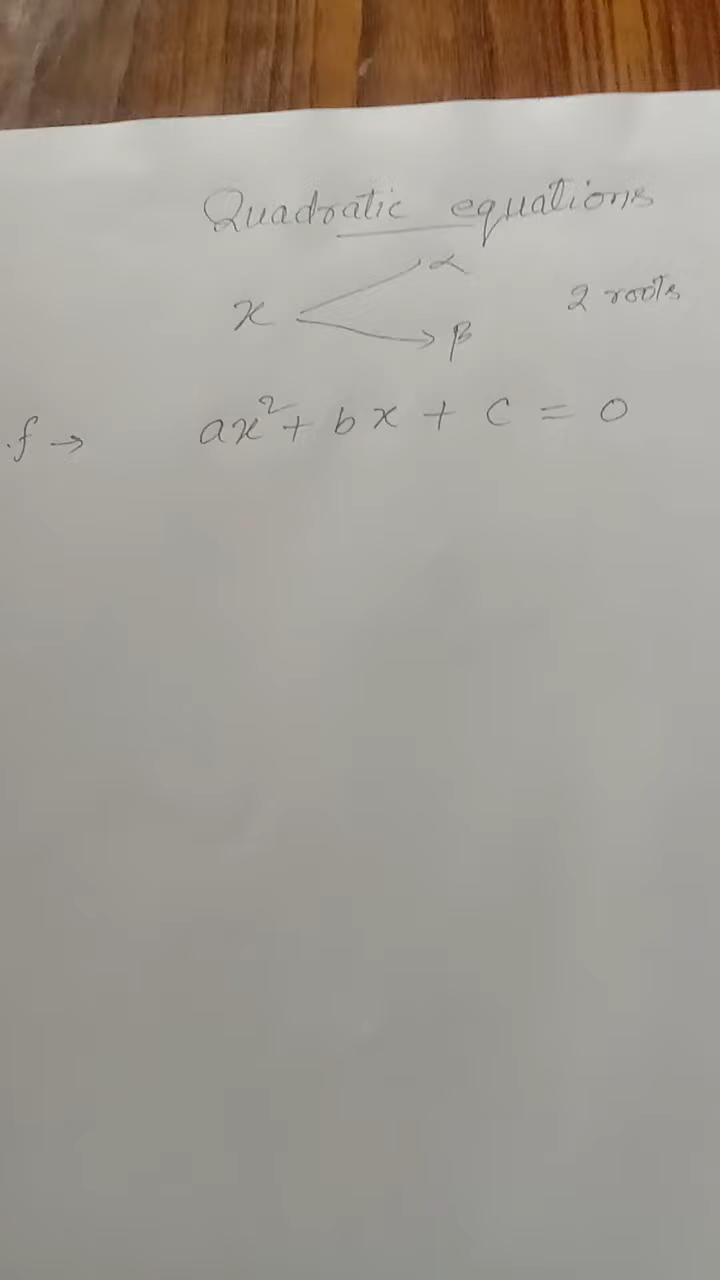 Quadratic equations
x α
β 2 roots
.f → ax²+ bx + c = 0